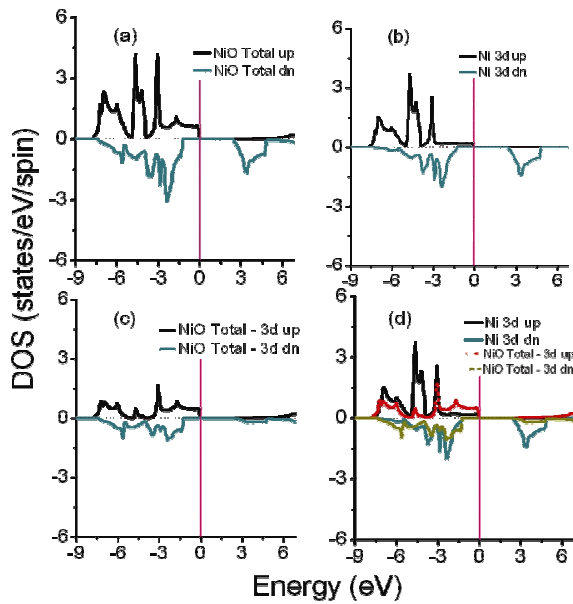 (a)
NiO Total up
NiO Total dn
(b)
Ni 3d up
Ni 3d dn
6
3
0
-3
-6
-9 -6 -3 0 3 6
6
3
0
-3
-6
-9 -6 -3 0 3 6
(c)
NiO Total - 3d up
NiO Total - 3d dn
(d)
Ni 3d up
Ni 3d dn
NiO Total - 3d up
NiO Total - 3d dn
6
3
0
-3
-6
-9 -6 -3 0 3 6
6
3
0
-3
-6
-9 -6 -3 0 3 6
DOS (states/eV/spin)
Energy (eV)